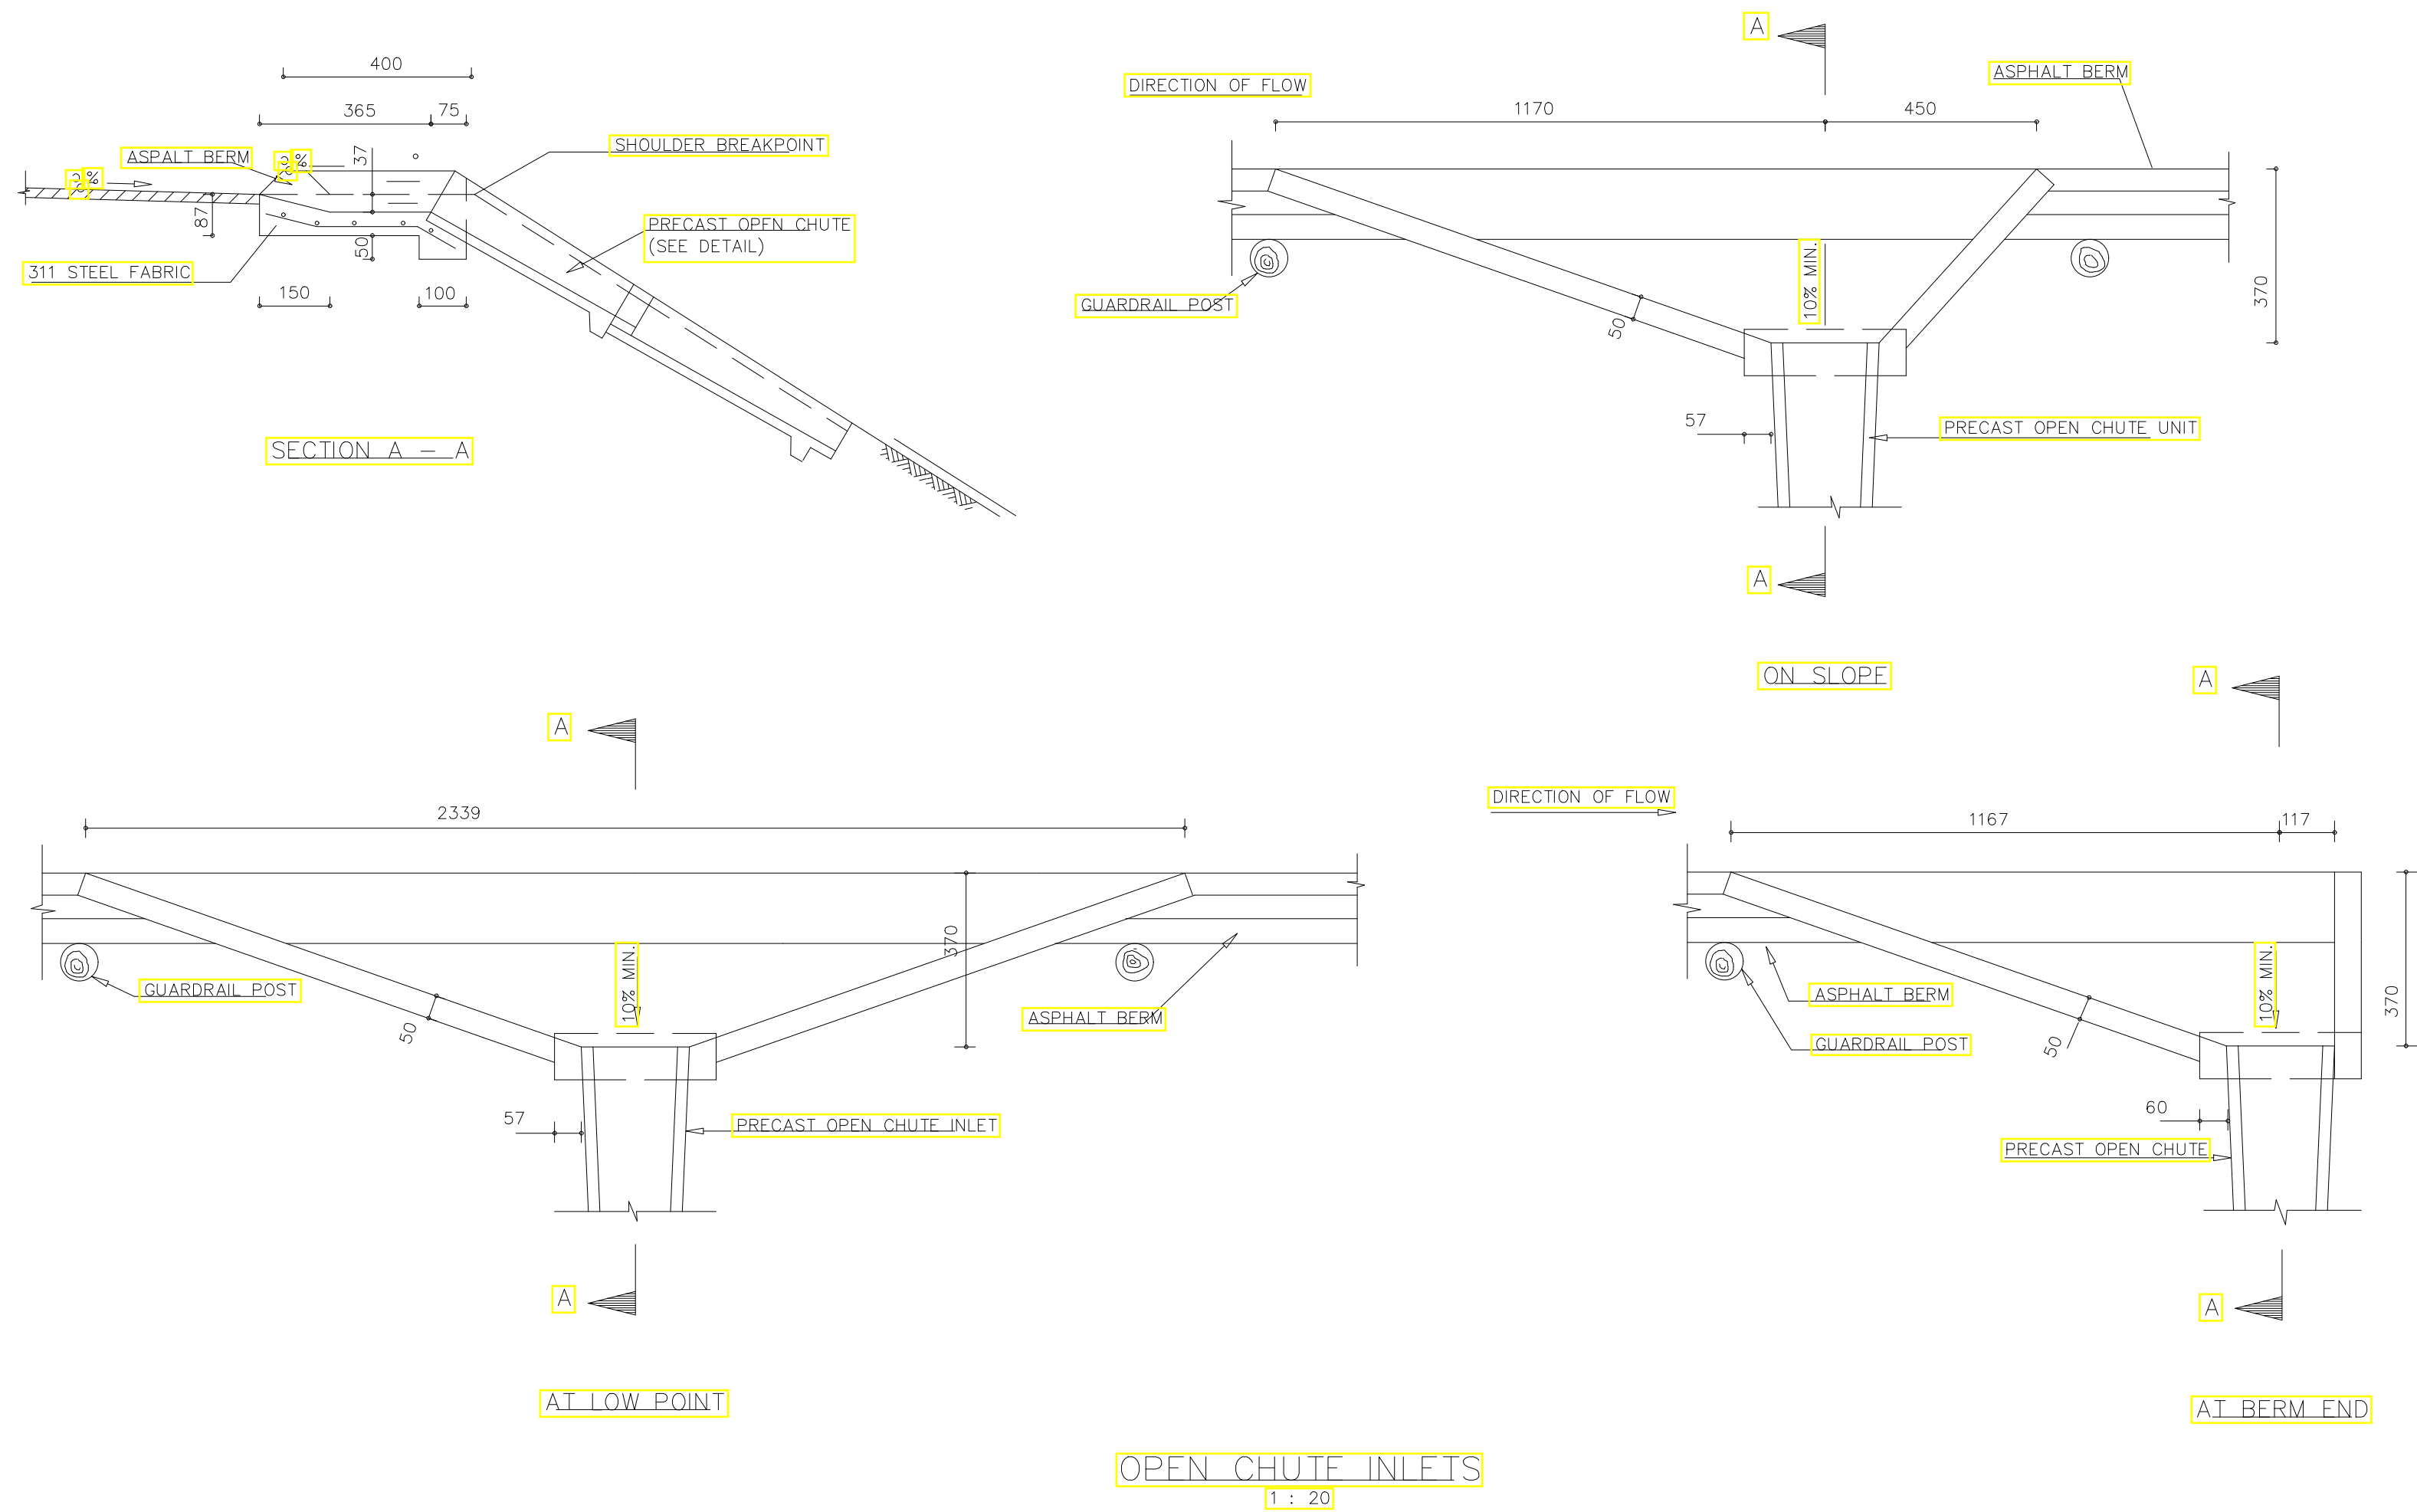 400
365
75
37
ASPALT BERM
SHOULDER BREAKPOINT
87
50
PRECAST OPEN CHUTE
(SEE DETAIL)
311 STEEL FABRIC
150
100
SECTION A – A
A
DIRECTION OF FLOW
ASPHALT BERM
1170
450
10% MIN.
370
GUARDRAIL POST
50
57
PRECAST OPEN CHUTE UNIT
A
ON SLOPE
A
2339
370
10% MIN.
GUARDRAIL POST
ASPHALT BERM
50
57
PRECAST OPEN CHUTE INLET
A
AT LOW POINT
A
DIRECTION OF FLOW
1167
117
10% MIN.
370
ASPHALT BERM
GUARDRAIL POST
50
60
PRECAST OPEN CHUTE
A
AT BERM END
OPEN CHUTE INLETS
1 : 20